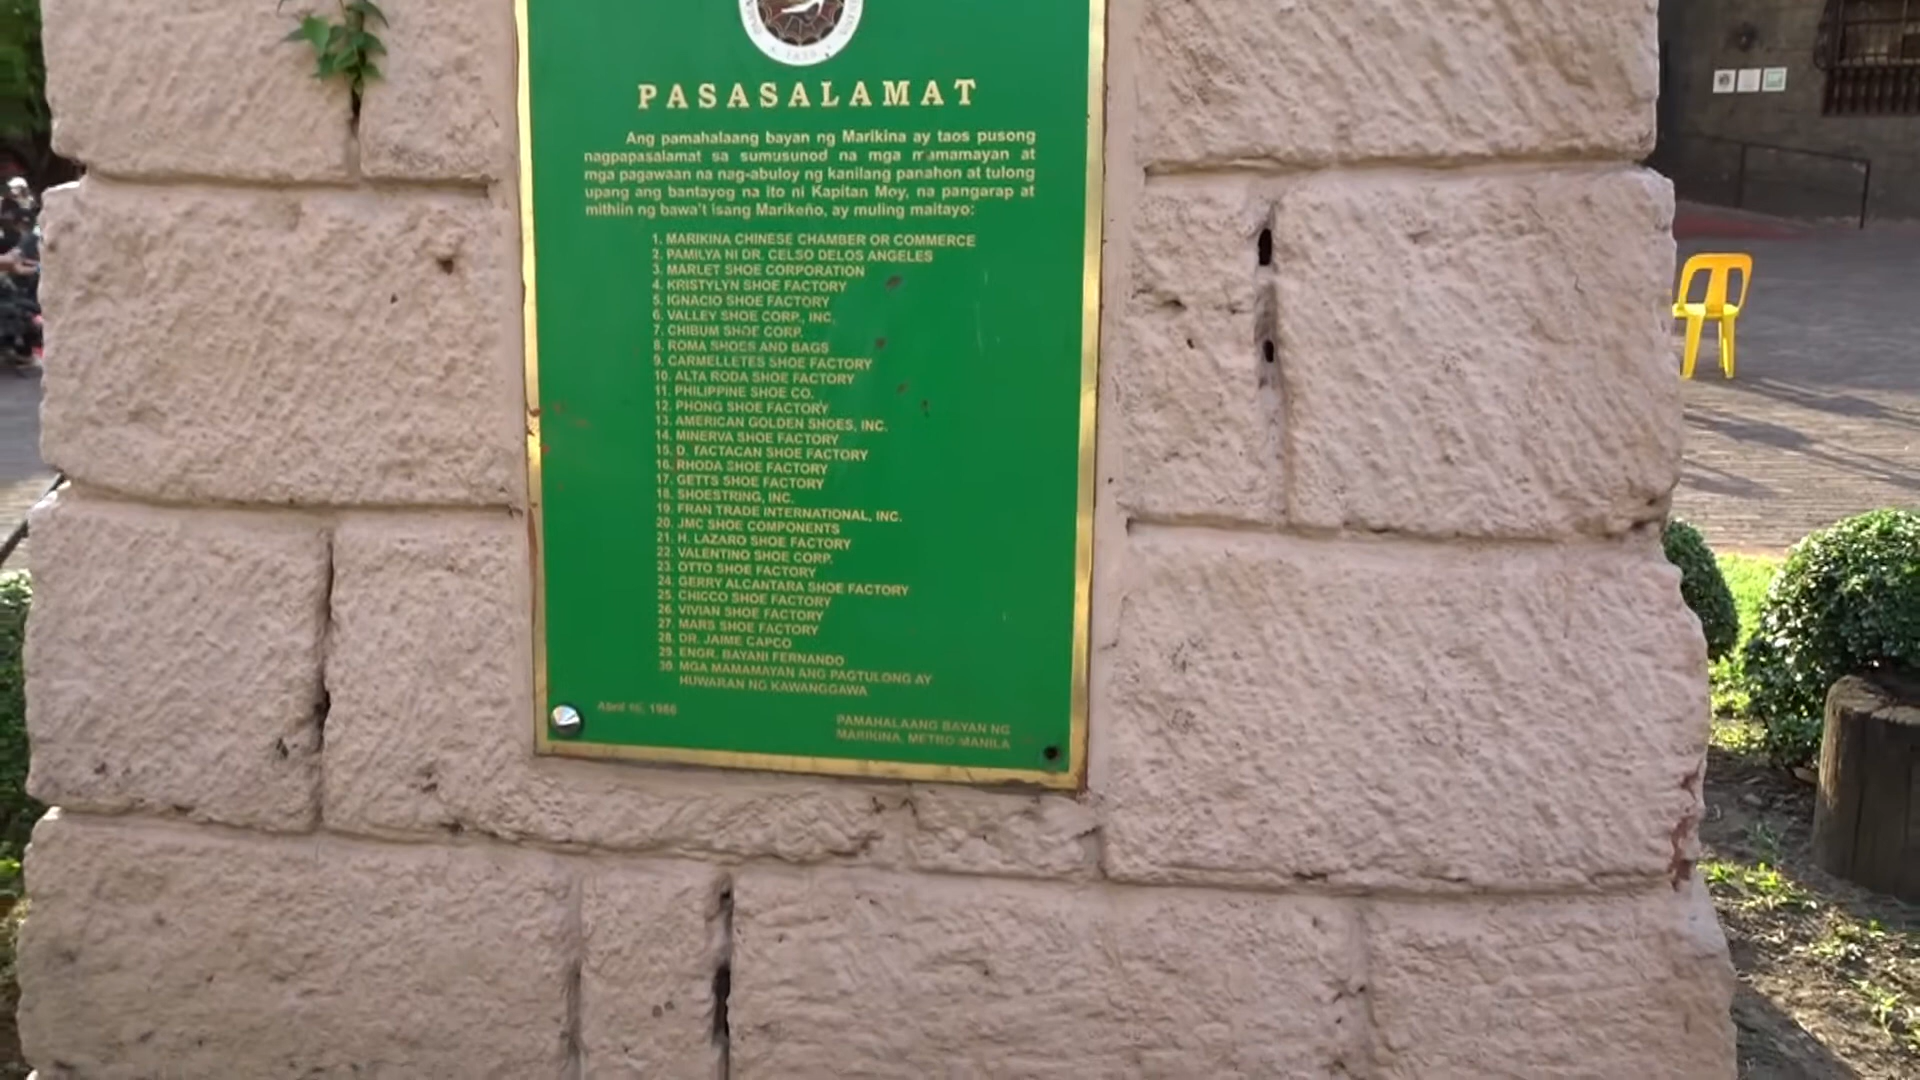 1630
PASASALAMAT
Ang pamahalaang bayan ng Marikina ay taos pusong
nagpapasalamat sa sumusunod na mga mamamayan at
mga pagawaan na nag-abuloy ng kanilang panahon at tulong
upang ang bantayog na ito ni Kapitan Moy, na pangarap at
mithiin ng bawa't isang Marikeño, ay muling maitayo:
1. MARIKINA CHINESE CHAMBER OR COMMERCE
2. PAMILYA NI DR. CELSO DELOS ANGELES
3. MARLET SHOE CORPORATION
4. KRISTYLYN SHOE FACTORY
5. IGNACIO SHOE FACTORY
6. VALLEY SHOE CORP., INC.
7. CHIBUM SHOE CORP.
8. ROMA SHOES AND BAGS
9. CARMELLETES SHOE FACTORY
10. ALTA RODA SHOE FACTORY
11. PHILIPPINE SHOE CO.
12. PHONG SHOE FACTORY
13. AMERICAN GOLDEN SHOES, INC.
14. MINERVA SHOE FACTORY
15. D. TACTACAN SHOE FACTORY
16. RHODA SHOE FACTORY
17. GETTS SHOE FACTORY
18. SHOESTRING, INC.
19. FRAN TRADE INTERNATIONAL, INC.
20. JMC SHOE COMPONENTS
21. H. LAZARO SHOE FACTORY
22. VALENTINO SHOE CORP.
23. OTTO SHOE FACTORY
24. GERRY ALCANTARA SHOE FACTORY
25. CHICCO SHOE FACTORY
26. VIVIAN SHOE FACTORY
27. MARS SHOE FACTORY
28. DR. JAIME CAPCO
29. ENGR. BAYANI FERNANDO
30. MGA MAMAMAYAN ANG PAGTULONG AY
HUWARAN NG KAWANGGAWA
Abril 16, 1986
PAMAHALAANG BAYAN NG
MARIKINA, METRO MANILA